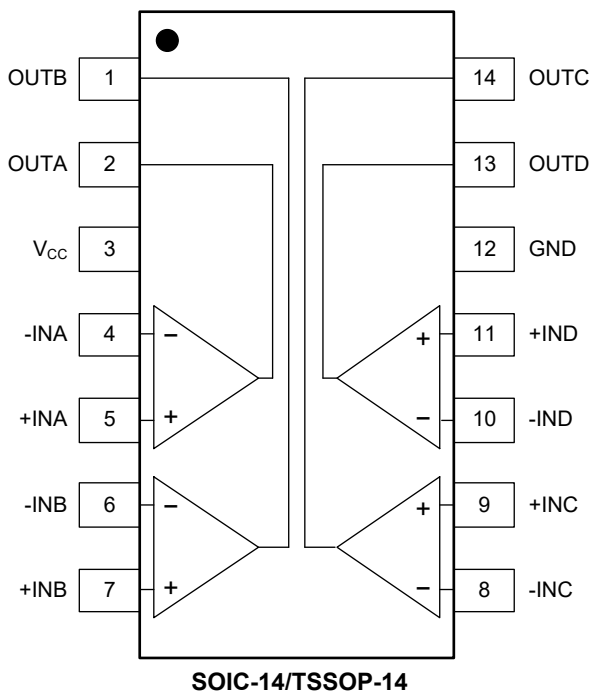 OUTB 1 14 OUTC
OUTA 2 13 OUTD
VCC 3 12 GND
-INA 4 − + 11 +IND
+INA 5 + − 10 -IND
-INB 6 − + 9 +INC
+INB 7 + − 8 -INC
SOIC-14/TSSOP-14